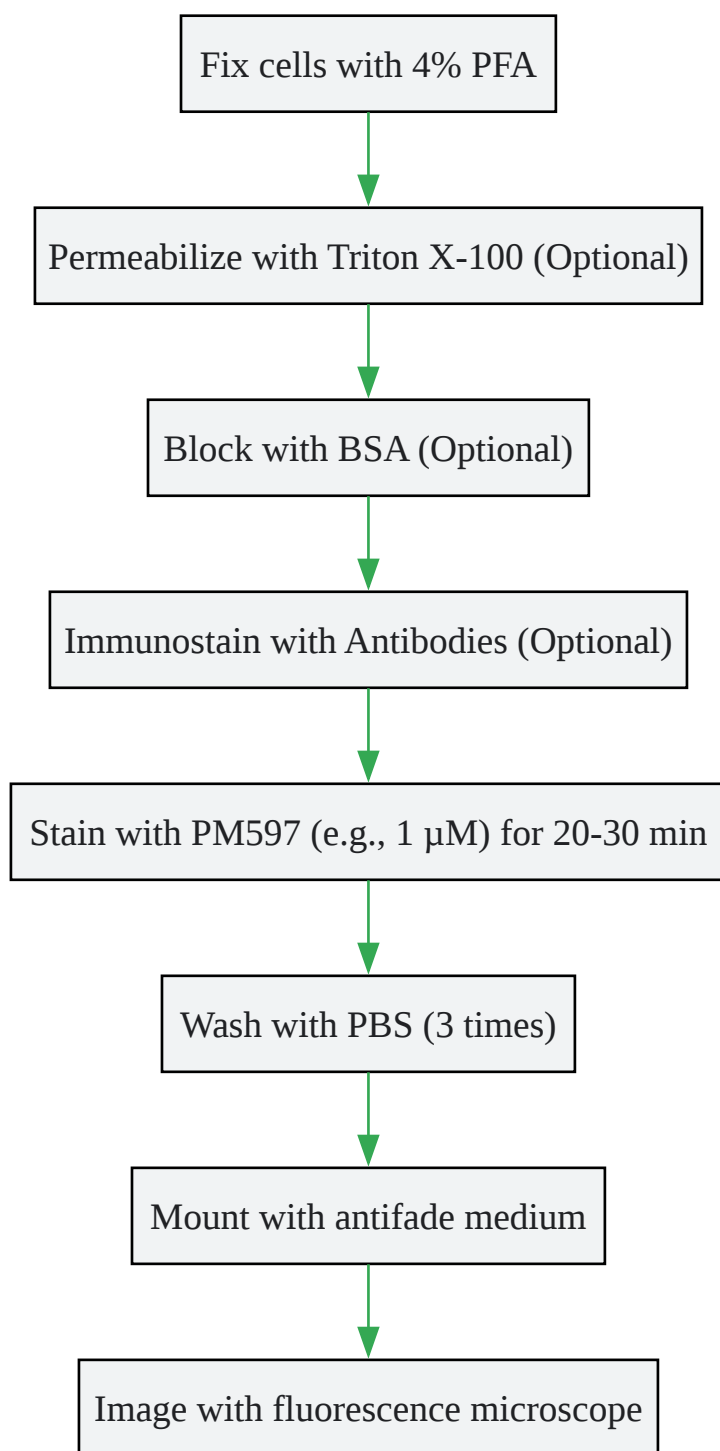 Fix cells with 4% PFA
Permeabilize with Triton X-100 (Optional)
Block with BSA (Optional)
Immunostain with Antibodies (Optional)
Stain with PM597 (e.g., 1 µM) for 20-30 min
Wash with PBS (3 times)
Mount with antifade medium
Image with fluorescence microscope